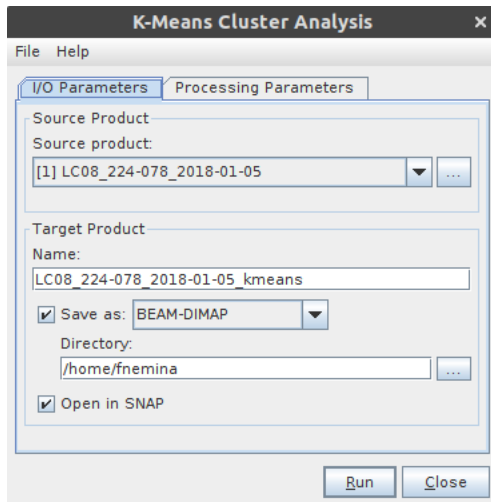 K-Means Cluster Analysis ×
File Help
I/O Parameters Processing Parameters
Source Product
Source product:
[1] LC08_224-078_2018-01-05 ...
Target Product
Name:
LC08_224-078_2018-01-05_kmeans
Save as: BEAM-DIMAP
Directory:
/home/fnemina ...
Open in SNAP
Run Close